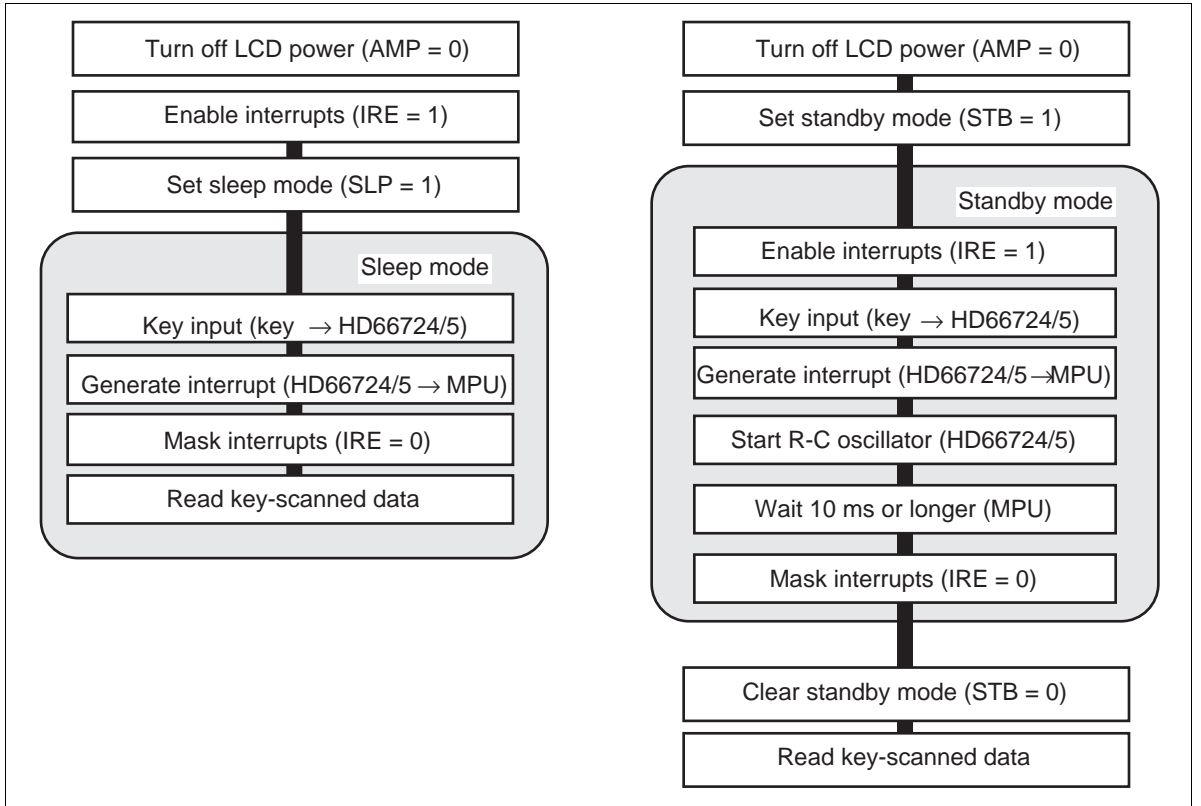 Turn off LCD power (AMP = 0)
Enable interrupts (IRE = 1)
Set sleep mode (SLP = 1)
Sleep mode
Key input (key → HD66724/5)
Generate interrupt (HD66724/5 → MPU)
Mask interrupts (IRE = 0)
Read key-scanned data
Turn off LCD power (AMP = 0)
Set standby mode (STB = 1)
Standby mode
Enable interrupts (IRE = 1)
Key input (key → HD66724/5)
Generate interrupt (HD66724/5 →MPU)
Start R-C oscillator (HD66724/5)
Wait 10 ms or longer (MPU)
Mask interrupts (IRE = 0)
Clear standby mode (STB = 0)
Read key-scanned data